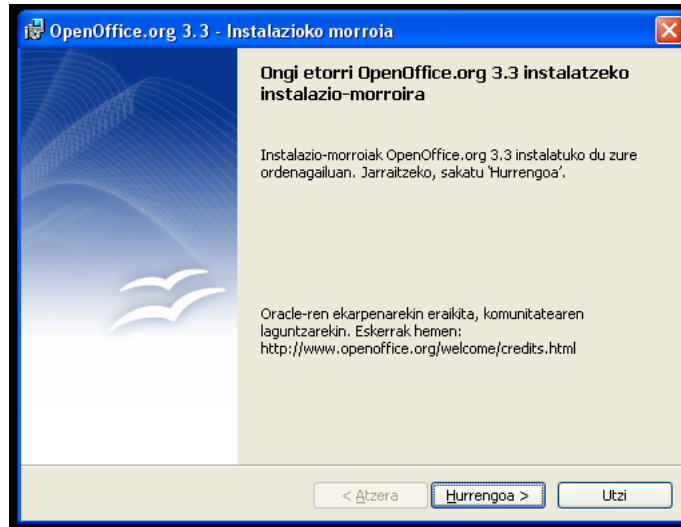 OpenOffice.org 3.3 - Instalazioko morroia
Ongi etorri OpenOffice.org 3.3 instalatzeko
instalazio-morroira
Instalazio-morroiak OpenOffice.org 3.3 instalatuko du zure
ordenagailuan. Jarraitzeko, sakatu 'Hurrengoa'.
Oracle-ren ekarpenarekin eraikita, komunitatearen
laguntzarekin. Eskerrak hemen:
http://www.openoffice.org/welcome/credits.html
< Atzera
Hurrengoa >
Utzi